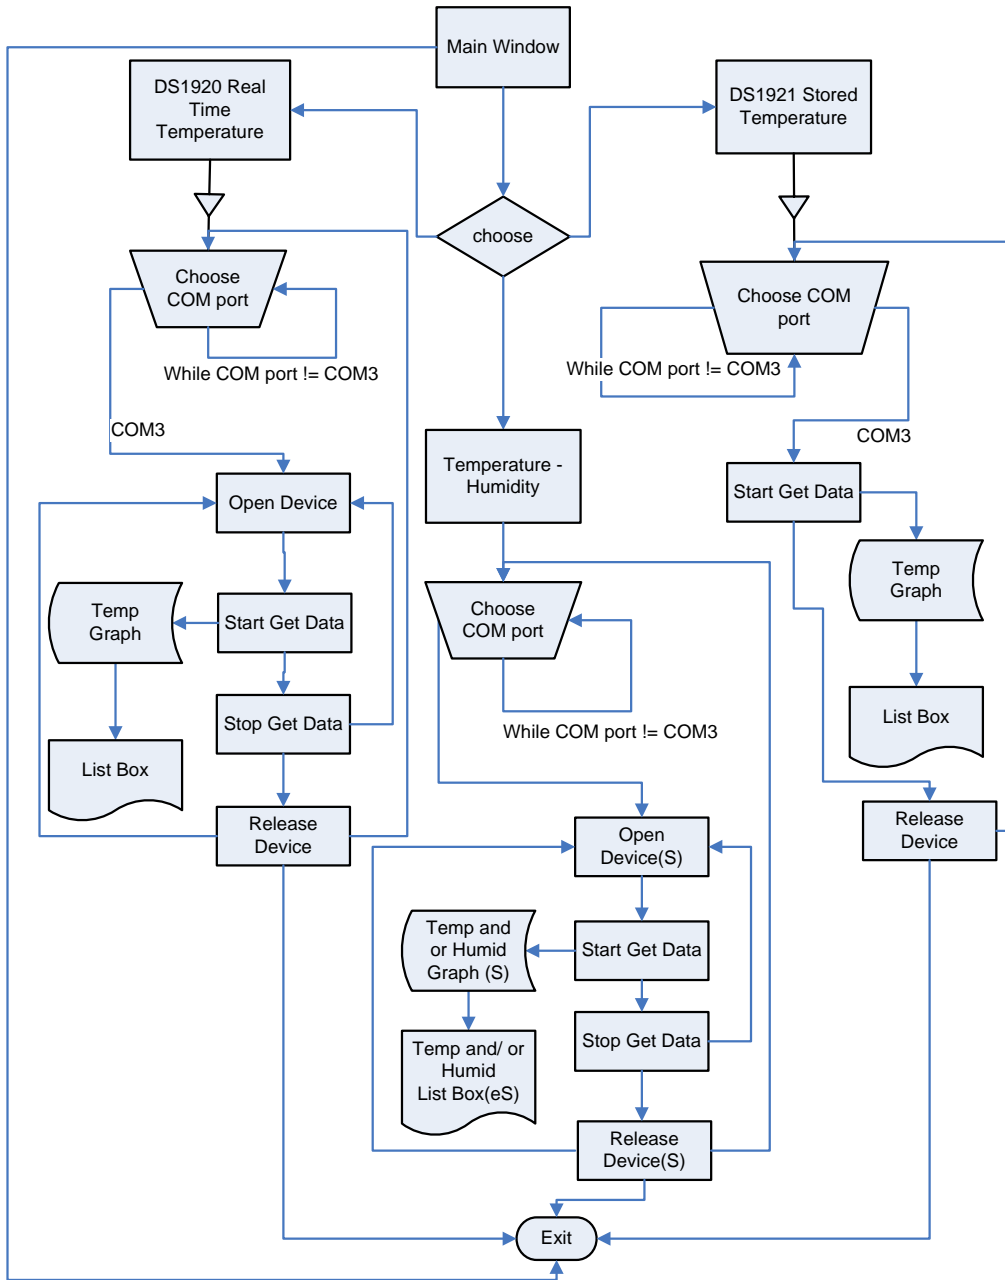 Main Window
DS1920 Real
Time
Temperature
DS1921 Stored
Temperature
choose
Choose
COM port
While COM port != COM3
COM3
Choose COM
port
While COM port != COM3
COM3
Temperature -
Humidity
Open Device
Start Get Data
Temp
Graph
Stop Get Data
List Box
Release
Device
Start Get Data
Temp
Graph
List Box
Release
Device
Choose
COM port
While COM port != COM3
Open
Device(S)
Temp and
or Humid
Graph (S)
Start Get Data
Stop Get Data
Temp and/ or
Humid
List Box(eS)
Release
Device(S)
Exit